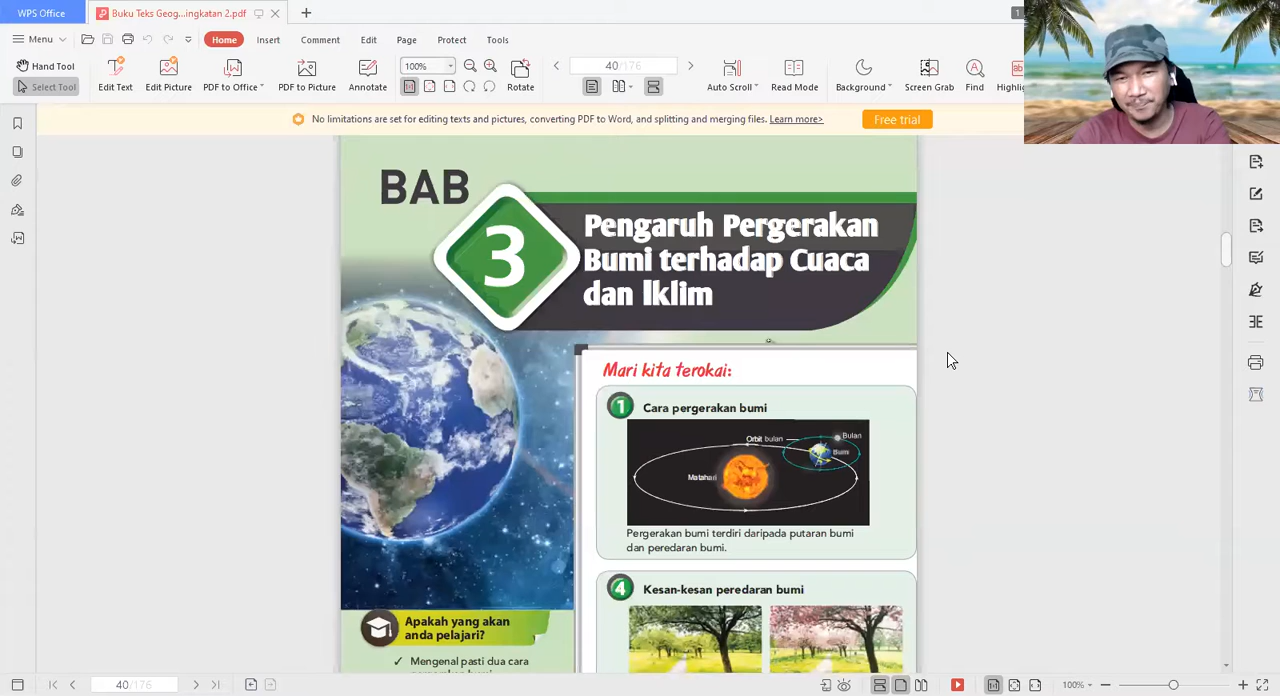 WPS Office
Buku Teks Geog...ingkatan 2.pdf
1
Menu
Home
Insert
Comment
Edit
Page
Protect
Tools
Hand Tool
Select Tool
Edit Text
Edit Picture
PDF to Office
PDF to Picture
Annotate
100%
Rotate
40/176
Auto Scroll
Read Mode
Background
Screen Grab
Find
No limitations are set for editing texts and pictures, converting PDF to Word, and splitting and merging files. Learn more>
Free trial
BAB
3
Pengaruh Pergerakan
Bumi terhadap Cuaca
dan Iklim
Mari kita terokai:
1 Cara pergerakan bumi
Orbit bulan
Bulan
Bumi
Matahari
Pergerakan bumi terdiri daripada putaran bumi
dan peredaran bumi.
4 Kesan-kesan peredaran bumi
Apakah yang akan
anda pelajari?
✓ Mengenal pasti dua cara
40/176
100%